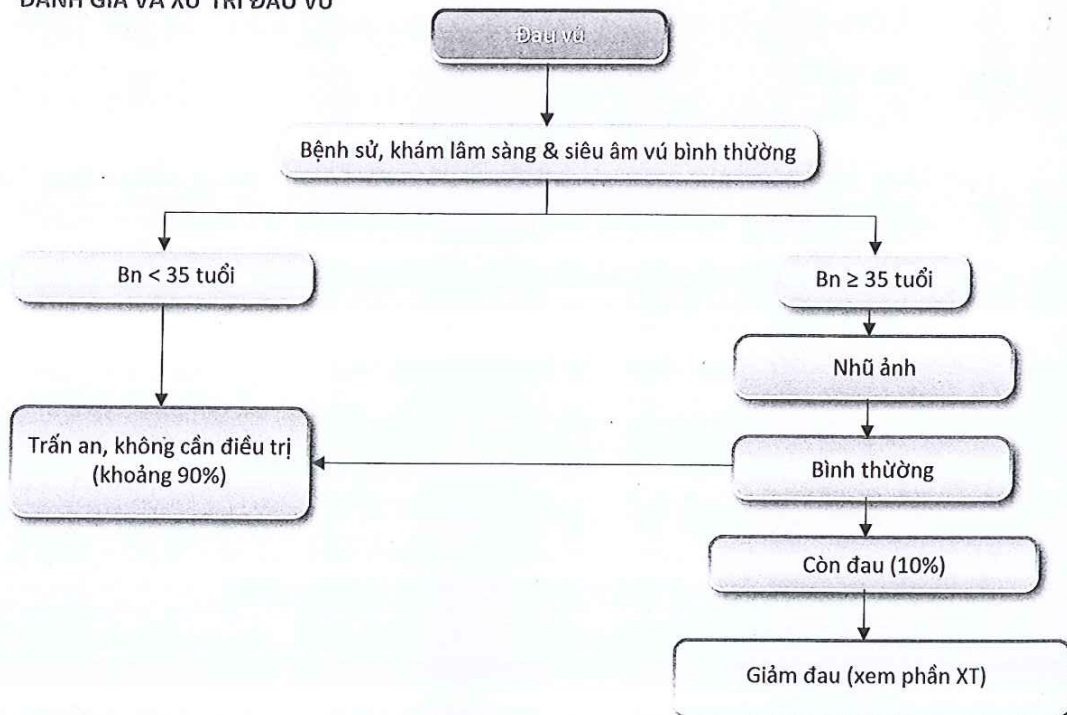 ĐÁNH GIÁ VÀ XỬ TRÍ ĐAU VÚ
Đau vú
Bệnh sử, khám lâm sàng & siêu âm vú bình thường
Bn < 35 tuổi
Bn ≥ 35 tuổi
Nhũ ảnh
Trấn an, không cần điều trị
(khoảng 90%)
Bình thường
Còn đau (10%)
Giảm đau (xem phần XT)